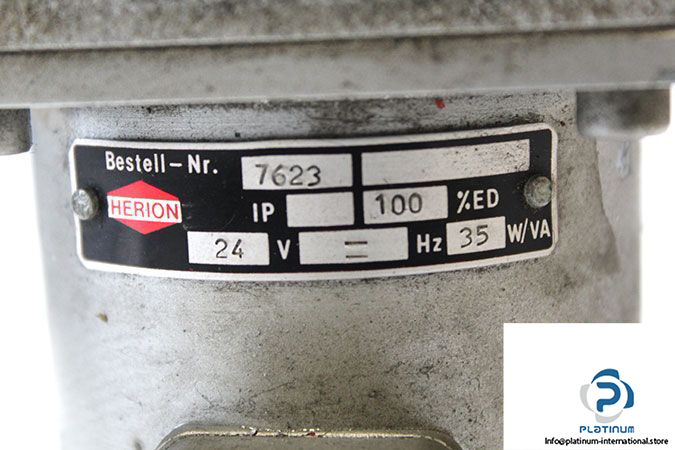 Bestell-Nr. 7623
HERION
IP 100 %ED
24 V = Hz 35 W/VA
PLATINUM
Info@platinum-international.store